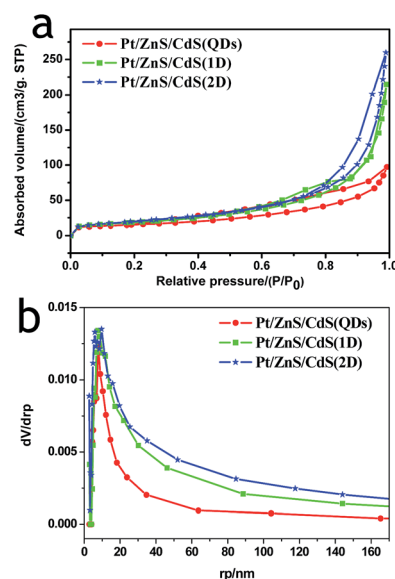 a
Pt/ZnS/CdS(QDs)
Pt/ZnS/CdS(1D)
Pt/ZnS/CdS(2D)
300
250
200
150
100
50
0
0.0 0.2 0.4 0.6 0.8 1.0
Absorbed volume/(cm3/g. STP)
Relative pressure/(P/P0)
b
Pt/ZnS/CdS(QDs)
Pt/ZnS/CdS(1D)
Pt/ZnS/CdS(2D)
0.015
0.010
0.005
0.000
0 20 40 60 80 100 120 140 160
dV/drp
rp/nm